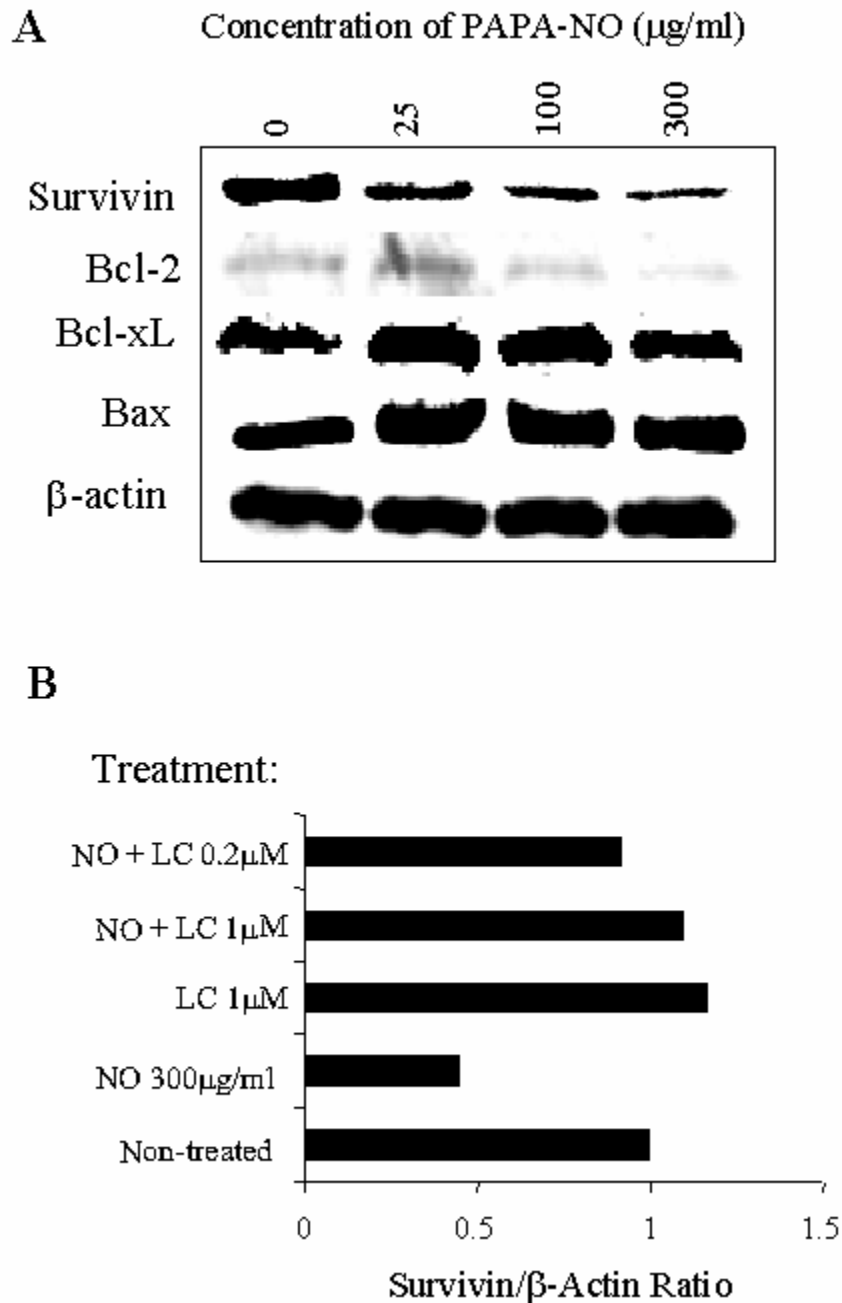 A
Concentration of PAPA-NO (μg/ml)
0 25 100 300
Survivin
Bcl-2
Bcl-xL
Bax
β-actin
B
Treatment:
NO + LC 0.2μM
NO + LC 1μM
LC 1μM
NO 300μg/ml
Non-treated
0 0.5 1 1.5
Survivin/β-Actin Ratio